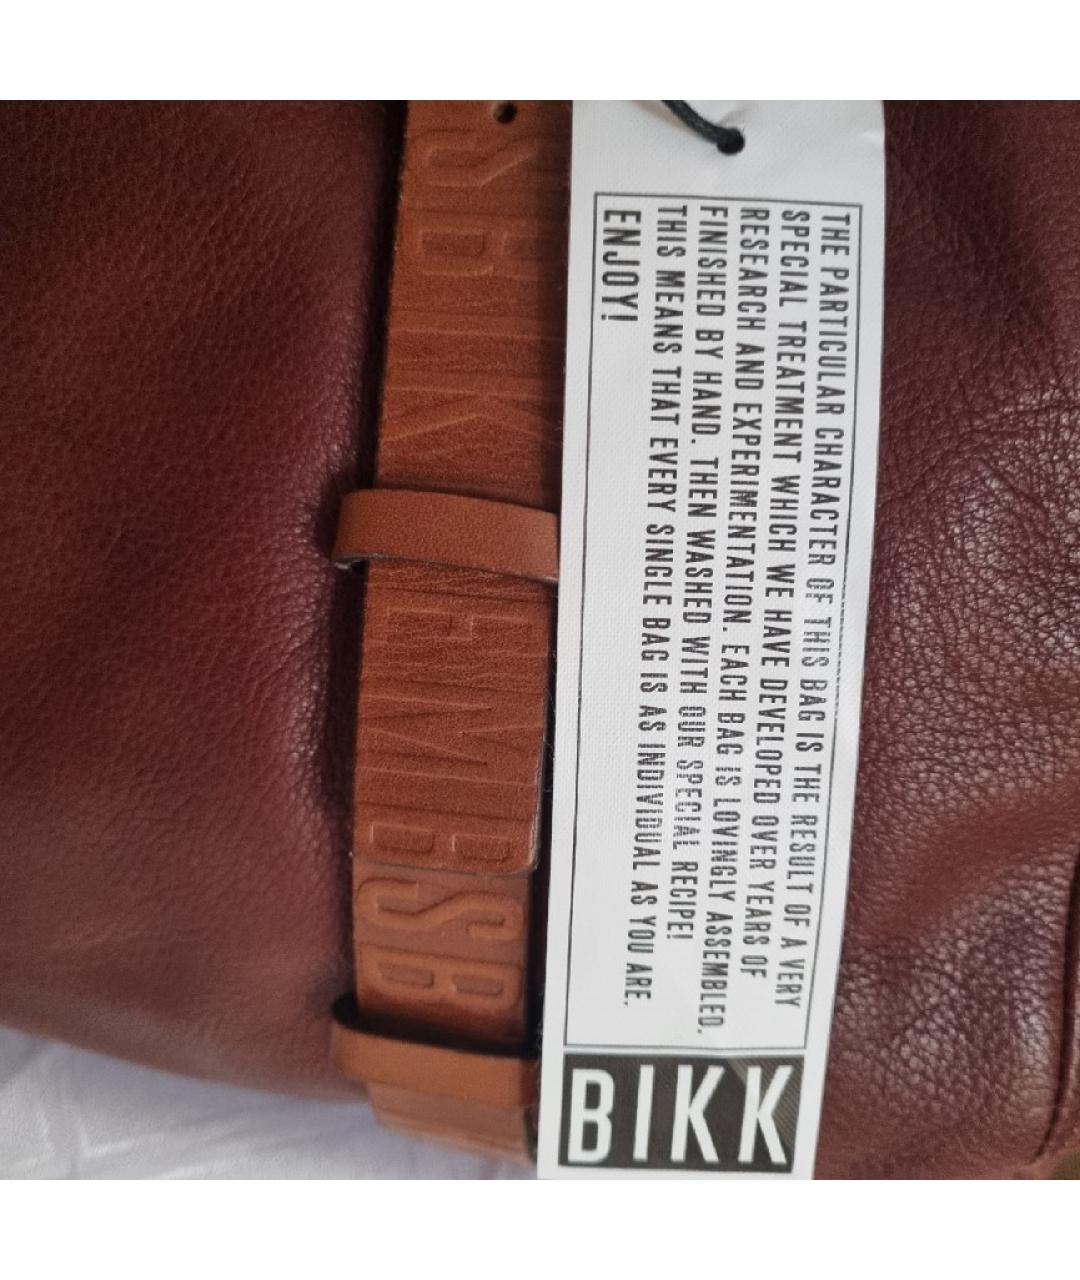 THE PARTICULAR CHARACTER OF THIS BAG IS THE RESULT OF A VERY
SPECIAL TREATMENT WHICH WE HAVE DEVELOPED OVER YEARS OF
RESEARCH AND EXPERIMENTATION. EACH BAG IS LOVINGLY ASSEMBLED,
FINISHED BY HAND. THEN WASHED WITH OUR SPECIAL RECIPE!
THIS MEANS THAT EVERY SINGLE BAG IS AS INDIVIDUAL AS YOU ARE.
ENJOY!
BIKK